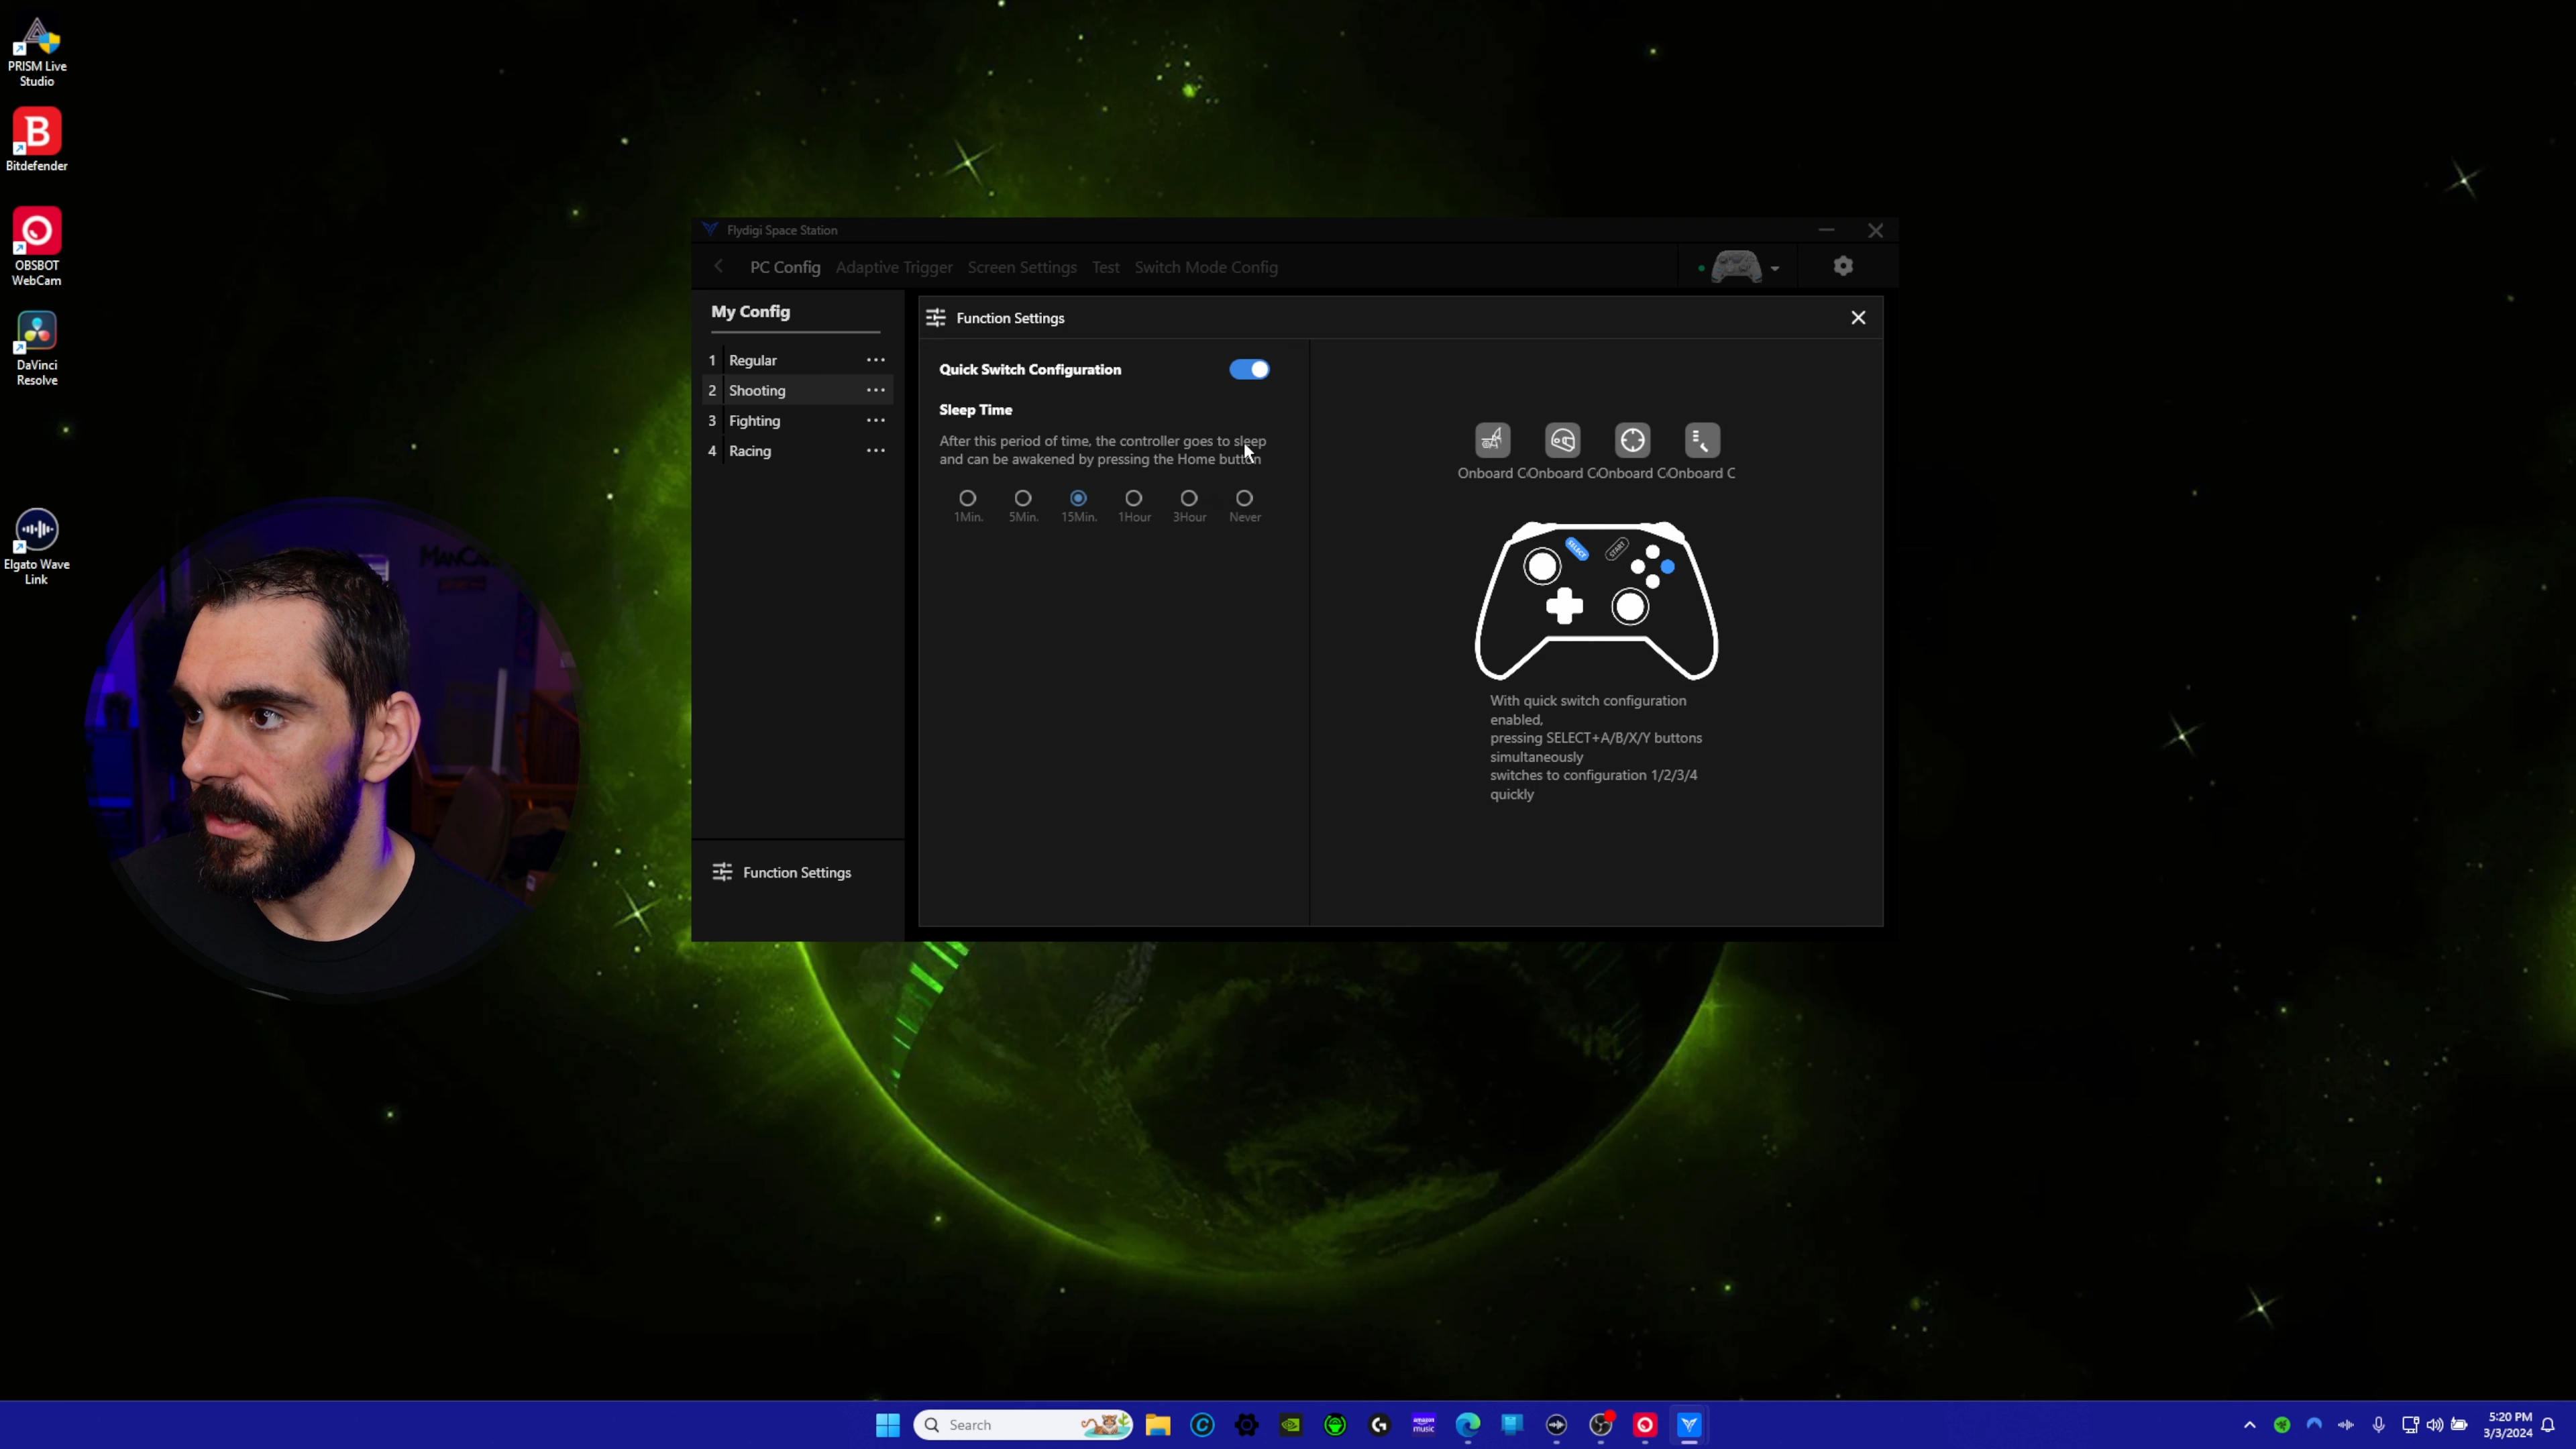 PRISM Live
Studio
Bitdefender
OBSBOT
WebCam
DaVinci
Resolve
Elgato Wave
Link
Flydigi Space Station
PC Config Adaptive Trigger Screen Settings Test Switch Mode Config
My Config
1 Regular
2 Shooting
3 Fighting
4 Racing
Function Settings
Function Settings
Quick Switch Configuration
Sleep Time
After this period of time, the controller goes to sleep
and can be awakened by pressing the Home button
1Min. 5Min. 15Min. 1Hour 3Hour Never
Onboard C Onboard C Onboard C Onboard C
SELECT START
With quick switch configuration
enabled,
pressing SELECT+A/B/X/Y buttons
simultaneously
switches to configuration 1/2/3/4
quickly
Search
amazon
music
5:20 PM
3/3/2024